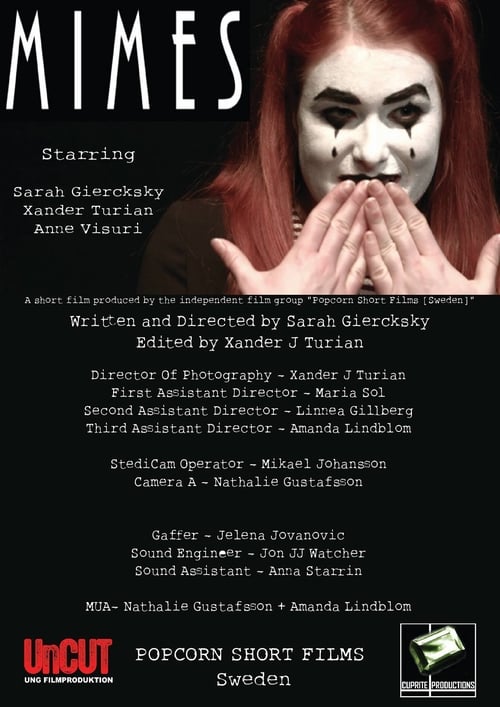 MIMES
Starring
Sarah Giercksky
Xander Turian
Anne Visuri
A short film produced by the independent film group "Popcorn Short Films [Sweden]"
Written and Directed by Sarah Giercksky
Edited by Xander J Turian
Director Of Photography - Xander J Turian
First Assistant Director - Maria Sol
Second Assistant Director - Linnea Gillberg
Third Assistant Director - Amanda Lindblom
StediCam Operator - Mikael Johansson
Camera A - Nathalie Gustafsson
Gaffer - Jelena Jovanovic
Sound Engineer - Jon JJ Watcher
Sound Assistant - Anna Starrin
MUA- Nathalie Gustafsson + Amanda Lindblom
UnCUT
UNG FILMPRODUKTION
POPCORN SHORT FILMS
Sweden
CUPRITE PRODUCTIONS